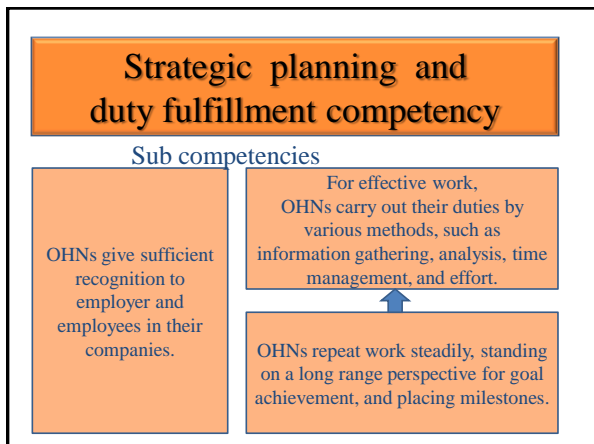 Strategic planning and
duty fulfillment competency
Sub competencies
OHNs give sufficient
recognition to
employer and
employees in their
companies.
For effective work,
OHNs carry out their duties by
various methods, such as
information gathering, analysis, time
management, and effort.
OHNs repeat work steadily, standing
on a long range perspective for goal
achievement, and placing milestones.